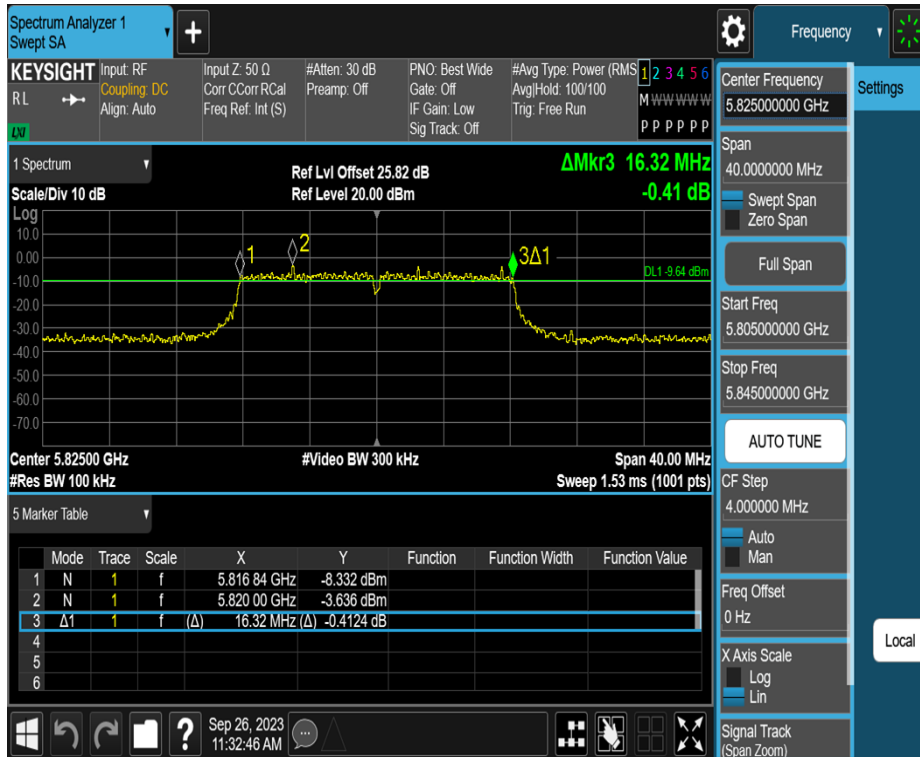 Spectrum Analyzer 1
Swept SA
+
Frequency
KEYSIGHT
RL
LXI
Input: RF
Coupling: DC
Align: Auto
Input Z: 50 Ω
Corr CCorr RCal
Freq Ref: Int (S)
#Atten: 30 dB
Preamp: Off
PNO: Best Wide
Gate: Off
IF Gain: Low
Sig Track: Off
#Avg Type: Power (RMS
Avg|Hold: 100/100
Trig: Free Run
1 2 3 4 5 6
M W W W W W
P P P P P P
1 Spectrum
Scale/Div 10 dB
Ref Lvl Offset 25.82 dB
Ref Level 20.00 dBm
ΔMkr3 16.32 MHz
-0.41 dB
Log
10.0
0.00
-10.0
-20.0
-30.0
-40.0
-50.0
-60.0
-70.0
1
2
3Δ1
DL1 -9.64 dBm
Center 5.82500 GHz
#Video BW 300 kHz
Span 40.00 MHz
#Res BW 100 kHz
Sweep 1.53 ms (1001 pts)
5 Marker Table
Mode Trace Scale X Y Function Function Width Function Value
1 N 1 f 5.816 84 GHz -8.332 dBm
2 N 1 f 5.820 00 GHz -3.636 dBm
3 Δ1 1 f (Δ) 16.32 MHz (Δ) -0.4124 dB
4
5
6
Sep 26, 2023
11:32:46 AM
?
Center Frequency
5.825000000 GHz
Span
40.0000000 MHz
Swept Span
Zero Span
Full Span
Start Freq
5.805000000 GHz
Stop Freq
5.845000000 GHz
AUTO TUNE
CF Step
4.000000 MHz
Auto
Man
Freq Offset
0 Hz
X Axis Scale
Log
Lin
Signal Track
(Span Zoom)
Settings
Local